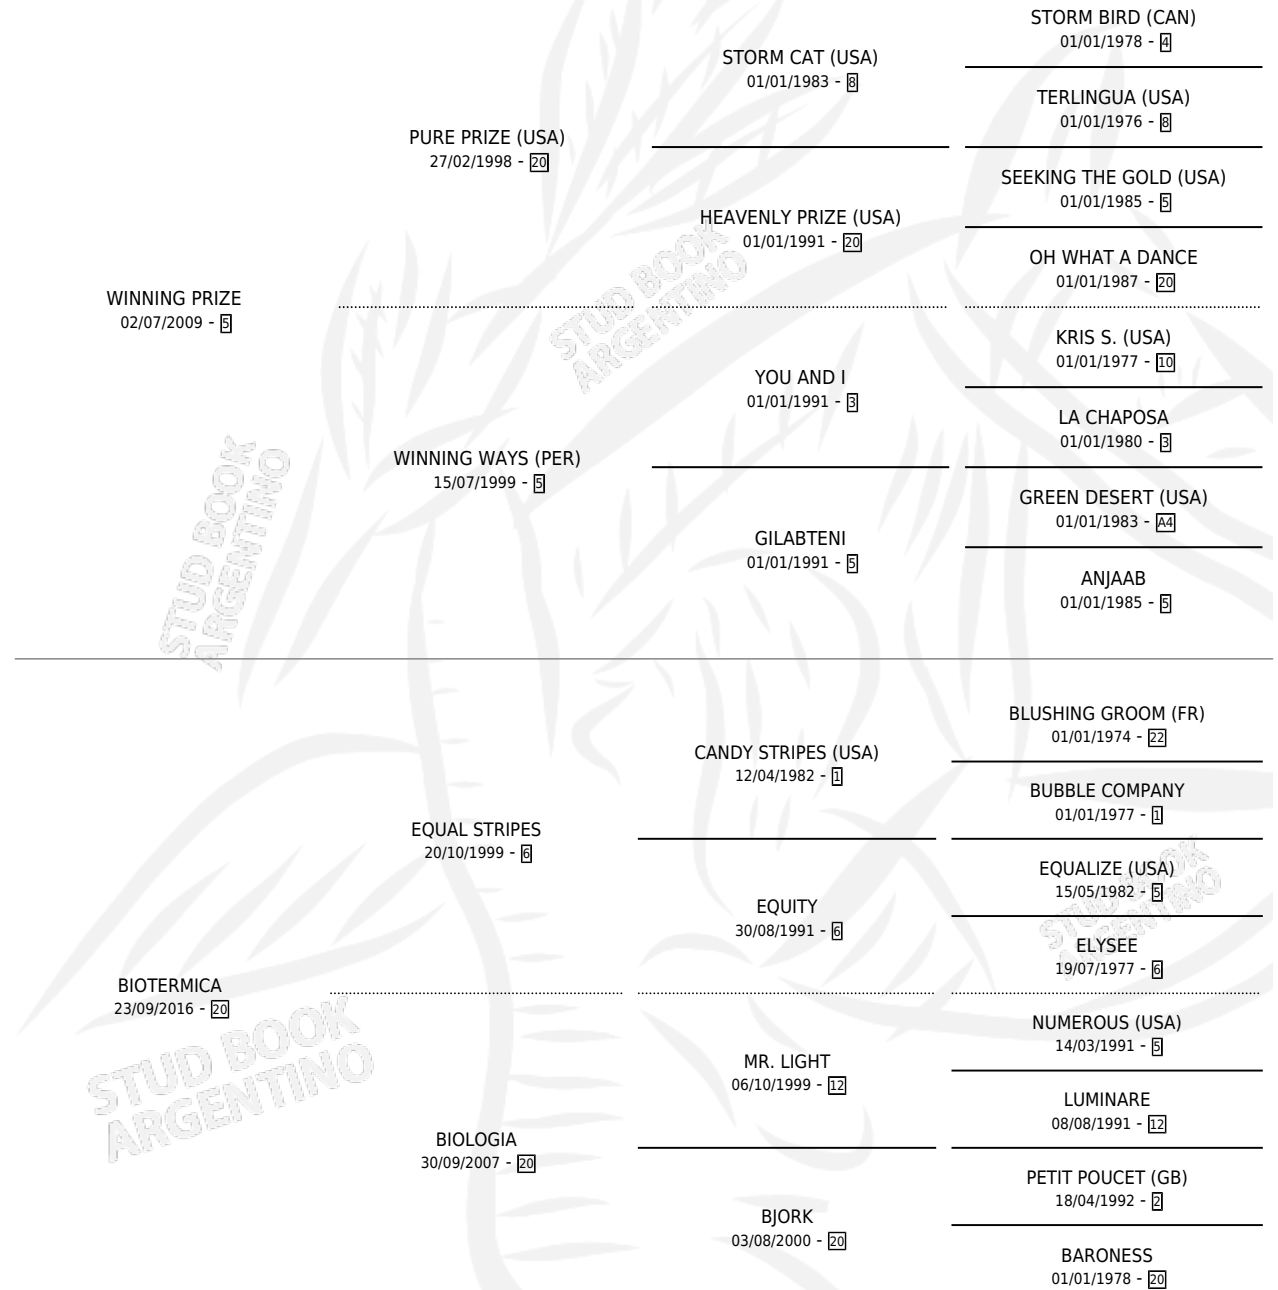 STORM BIRD (CAN)
01/01/1978 - 4
STORM CAT (USA)
01/01/1983 - 8
TERLINGUA (USA)
01/01/1976 - 8
PURE PRIZE (USA)
27/02/1998 - 20
SEEKING THE GOLD (USA)
01/01/1985 - 5
HEAVENLY PRIZE (USA)
01/01/1991 - 20
OH WHAT A DANCE
01/01/1987 - 20
WINNING PRIZE
02/07/2009 - 5
KRIS S. (USA)
01/01/1977 - 10
YOU AND I
01/01/1991 - 3
LA CHAPOSA
01/01/1980 - 3
WINNING WAYS (PER)
15/07/1999 - 5
GREEN DESERT (USA)
01/01/1983 - A4
GILABTENI
01/01/1991 - 5
ANJAAB
01/01/1985 - 5
BLUSHING GROOM (FR)
01/01/1974 - 22
CANDY STRIPES (USA)
12/04/1982 - 1
BUBBLE COMPANY
01/01/1977 - 1
EQUAL STRIPES
20/10/1999 - 6
EQUALIZE (USA)
15/05/1982 - 5
EQUITY
30/08/1991 - 6
ELYSEE
19/07/1977 - 6
BIOTERMICA
23/09/2016 - 20
NUMEROUS (USA)
14/03/1991 - 5
MR. LIGHT
06/10/1999 - 12
LUMINARE
08/08/1991 - 12
BIOLOGIA
30/09/2007 - 20
PETIT POUCET (GB)
18/04/1992 - 2
BJORK
03/08/2000 - 20
BARONESS
01/01/1978 - 20
STUD BOOK
ARGENTINO
STUD BOOK
ARGENTINO
STUD BOOK
ARGENTINO
STUD BOOK
ARGENTINO